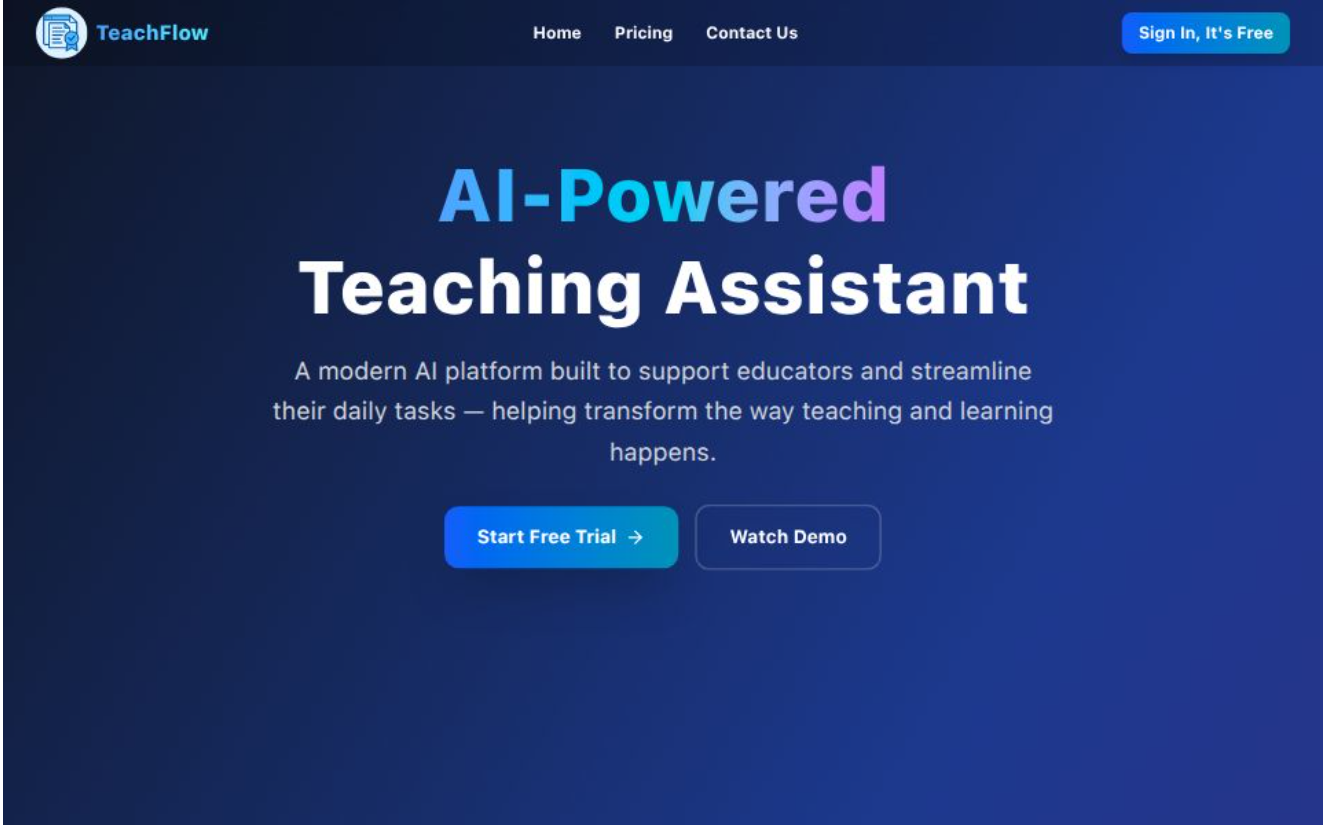 TeachFlow
Home
Pricing
Contact Us
Sign In, It's Free
AI-Powered
Teaching Assistant
A modern AI platform built to support educators and streamline
their daily tasks — helping transform the way teaching and learning
happens.
Start Free Trial →
Watch Demo